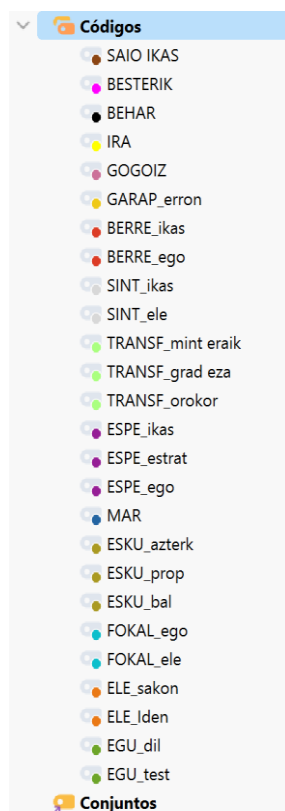 Códigos
SAIO IKAS
BESTERIK
BEHAR
IRA
GOGOIZ
GARAP_erron
BERRE_ikas
BERRE_ego
SINT_ikas
SINT_ele
TRANSF_mint eraik
TRANSF_grad eza
TRANSF_orokor
ESPE_ikas
ESPE_estrat
ESPE_ego
MAR
ESKU_azterk
ESKU_prop
ESKU_bal
FOKAL_ego
FOKAL_ele
ELE_sakon
ELE_Iden
EGU_dil
EGU_test
Conjuntos